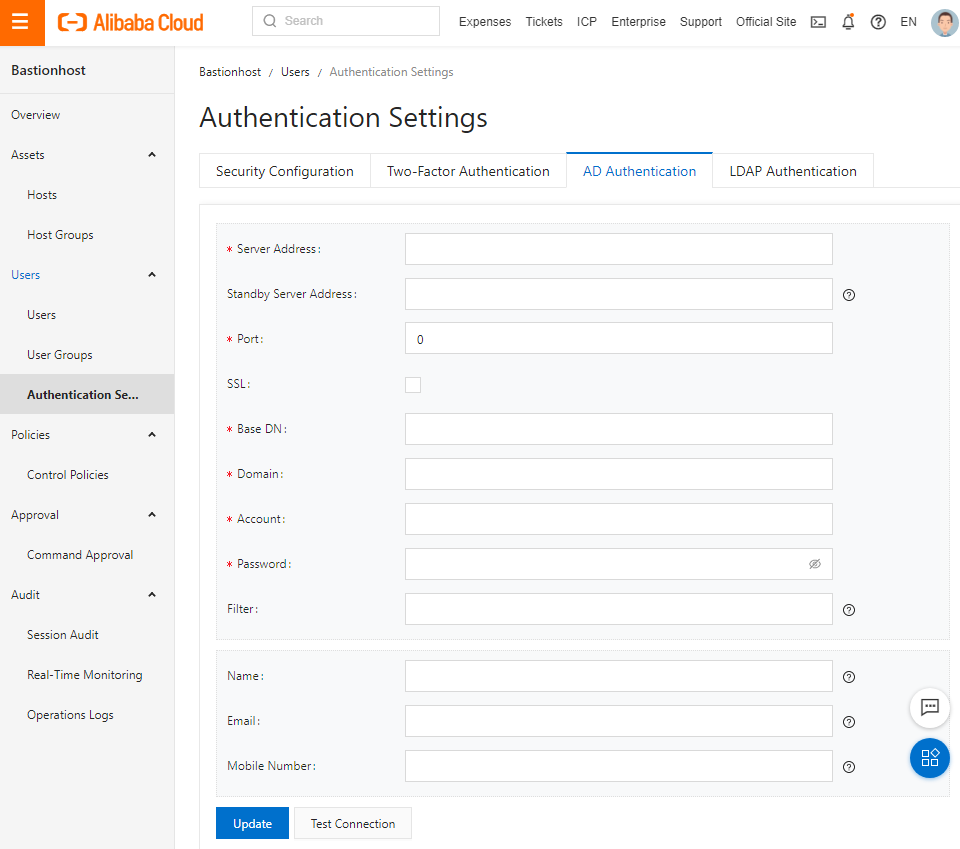 Alibaba Cloud
Search
Expenses Tickets ICP Enterprise Support Official Site EN
Bastionhost
Overview
Assets
Hosts
Host Groups
Users
Users
User Groups
Authentication Se...
Policies
Control Policies
Approval
Command Approval
Audit
Session Audit
Real-Time Monitoring
Operations Logs
Bastionhost / Users / Authentication Settings
Authentication Settings
Security Configuration Two-Factor Authentication AD Authentication LDAP Authentication
* Server Address:
Standby Server Address:
* Port: 0
SSL:
* Base DN:
* Domain:
* Account:
* Password:
Filter:
Name:
Email:
Mobile Number:
Update Test Connection